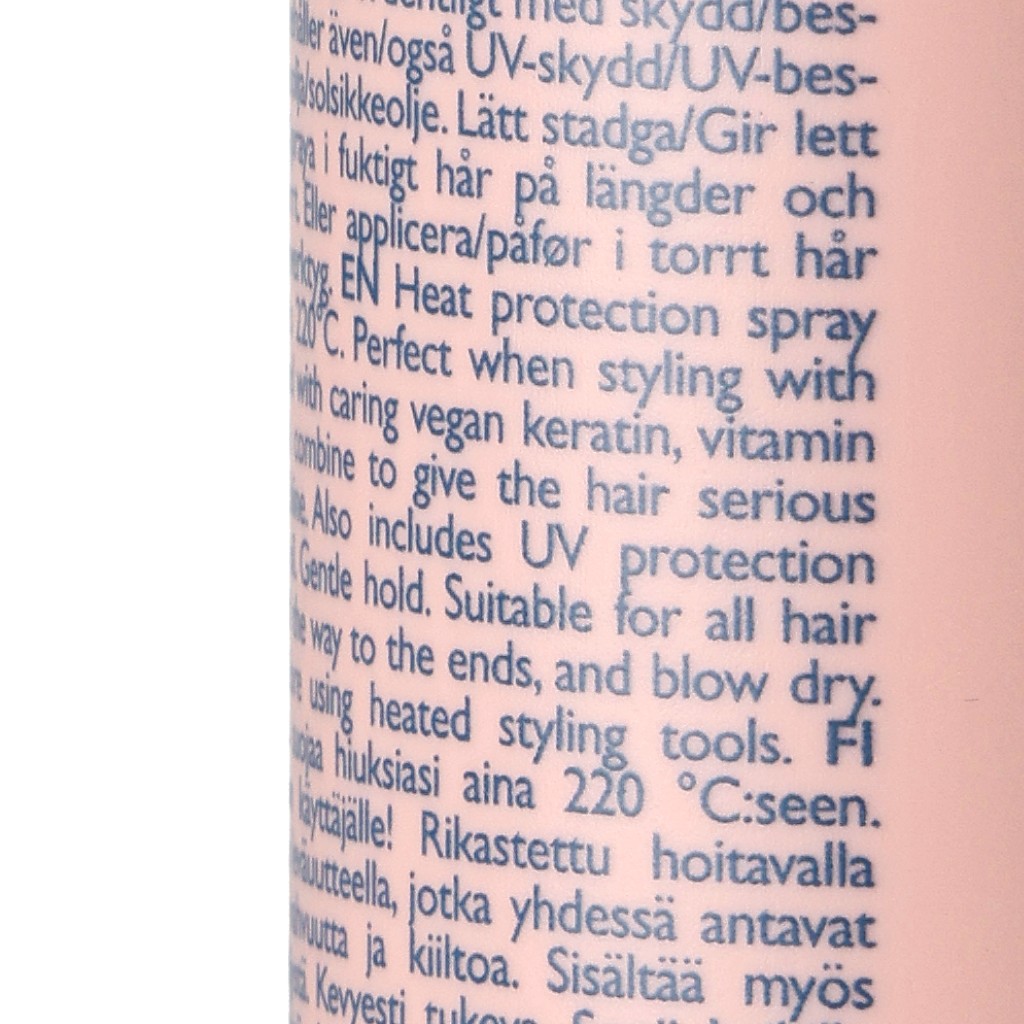 med skydd/bes-
även/også UV-skydd/UV-bes-
solsikkeolje. Lätt stadga/Gir lett
i fuktigt hår på längder och
Eller applicera/påfør i torrt hår
EN Heat protection spray
220°C. Perfect when styling with
with caring vegan keratin, vitamin
combine to give the hair serious
Also includes UV protection
Gentle hold. Suitable for all hair
way to the ends, and blow dry.
using heated styling tools. FI
hiuksiasi aina 220 °C:seen.
käyttäjälle! Rikastettu hoitavalla
jotka yhdessä antavat
ja kiiltoa. Sisältää myös
Kevyesti